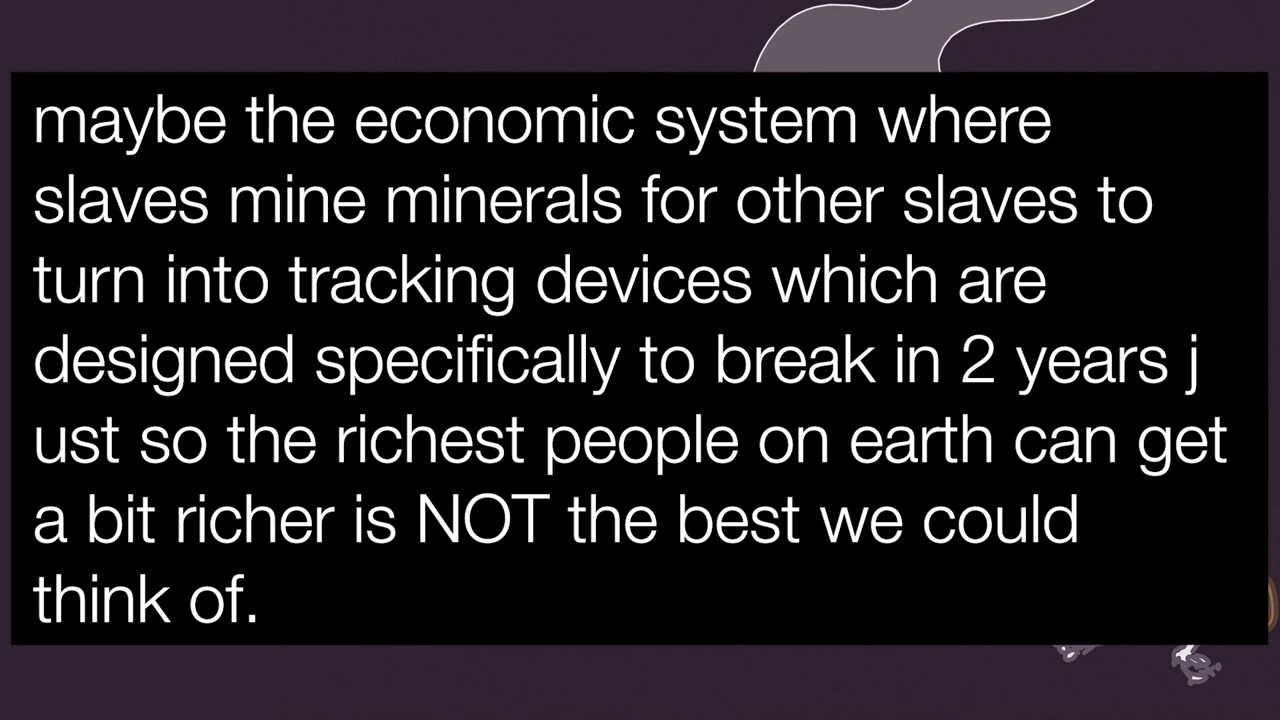 maybe the economic system where
slaves mine minerals for other slaves to
turn into tracking devices which are
designed specifically to break in 2 years j
ust so the richest people on earth can get
a bit richer is NOT the best we could
think of.